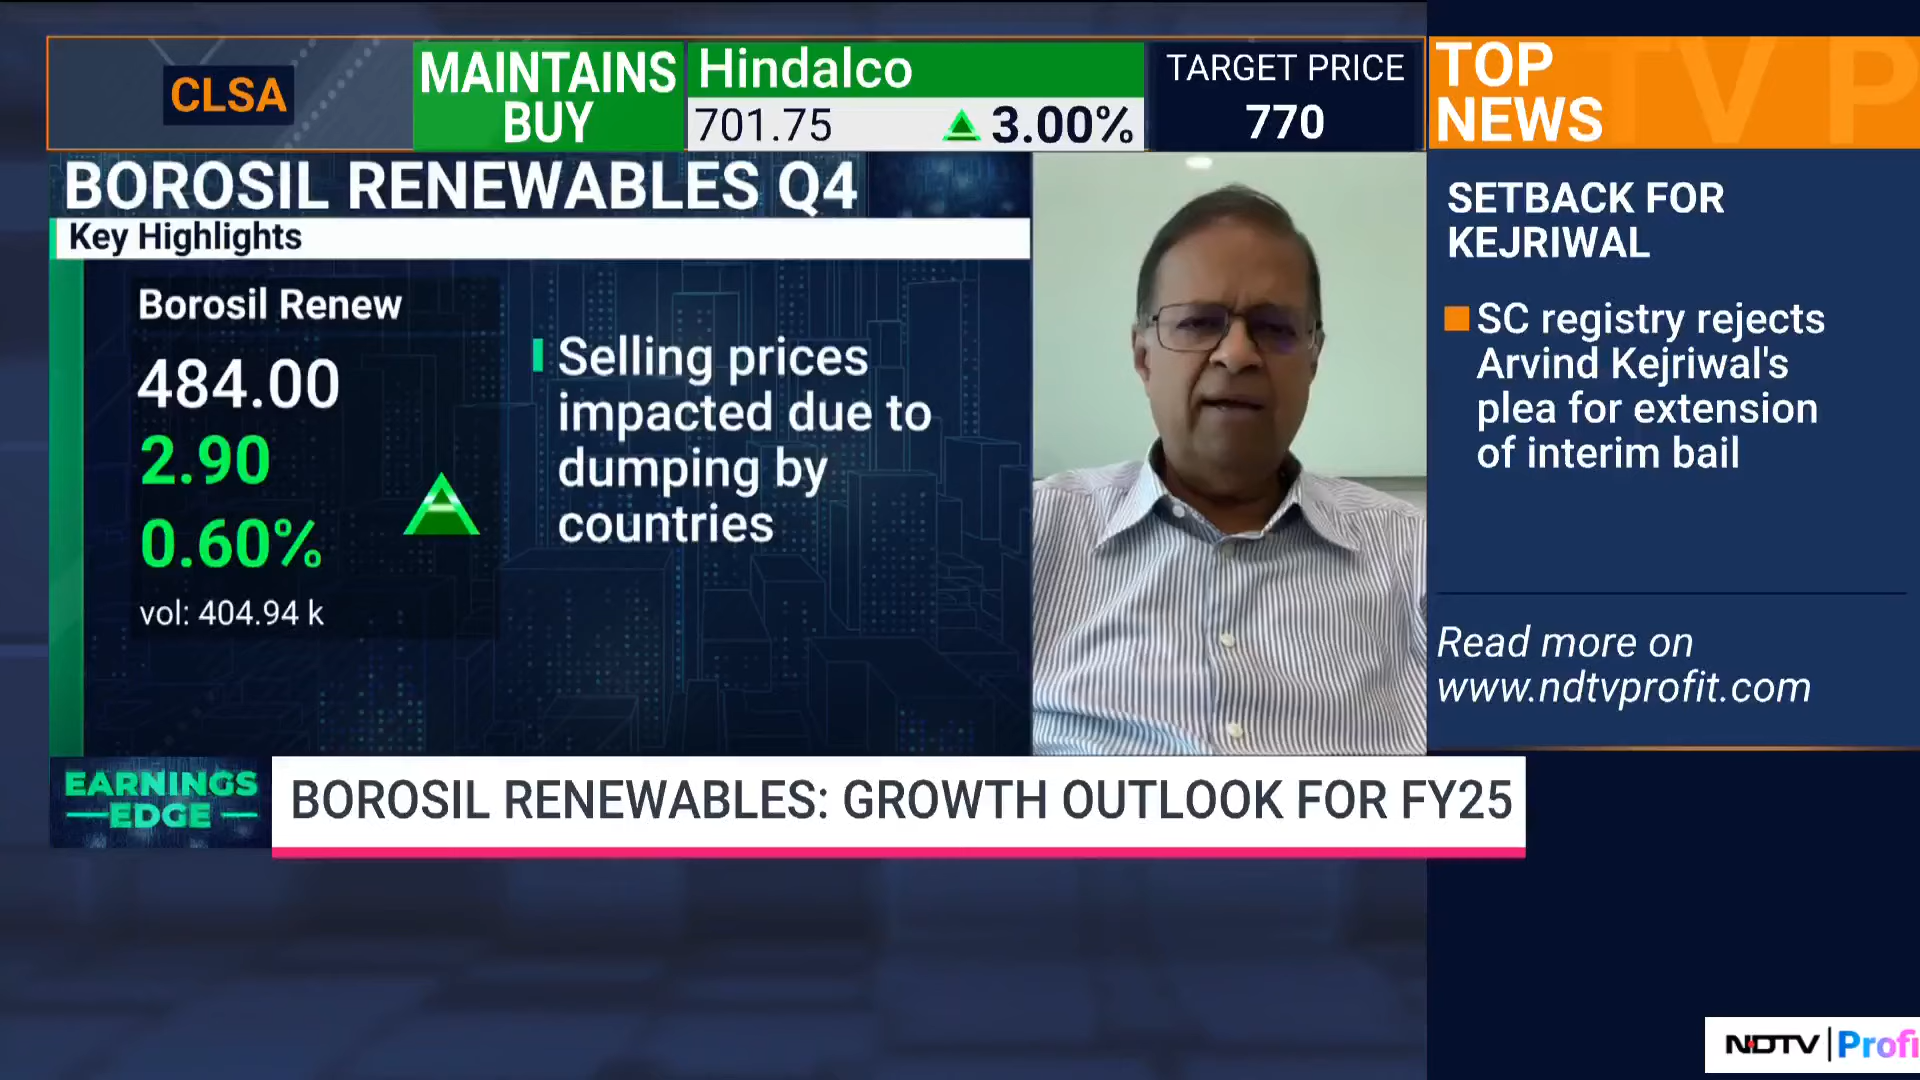 CLSA
MAINTAINS
BUY
Hindalco
701.75
3.00%
TARGET PRICE
770
TOP
NEWS
BOROSIL RENEWABLES Q4
Key Highlights
Borosil Renew
484.00
2.90
0.60%
vol: 404.94 k
Selling prices
impacted due to
dumping by
countries
SETBACK FOR
KEJRIWAL
SC registry rejects
Arvind Kejriwal's
plea for extension
of interim bail
Read more on
www.ndtvprofit.com
EARNINGS
EDGE
BOROSIL RENEWABLES: GROWTH OUTLOOK FOR FY25
NDTV Profi